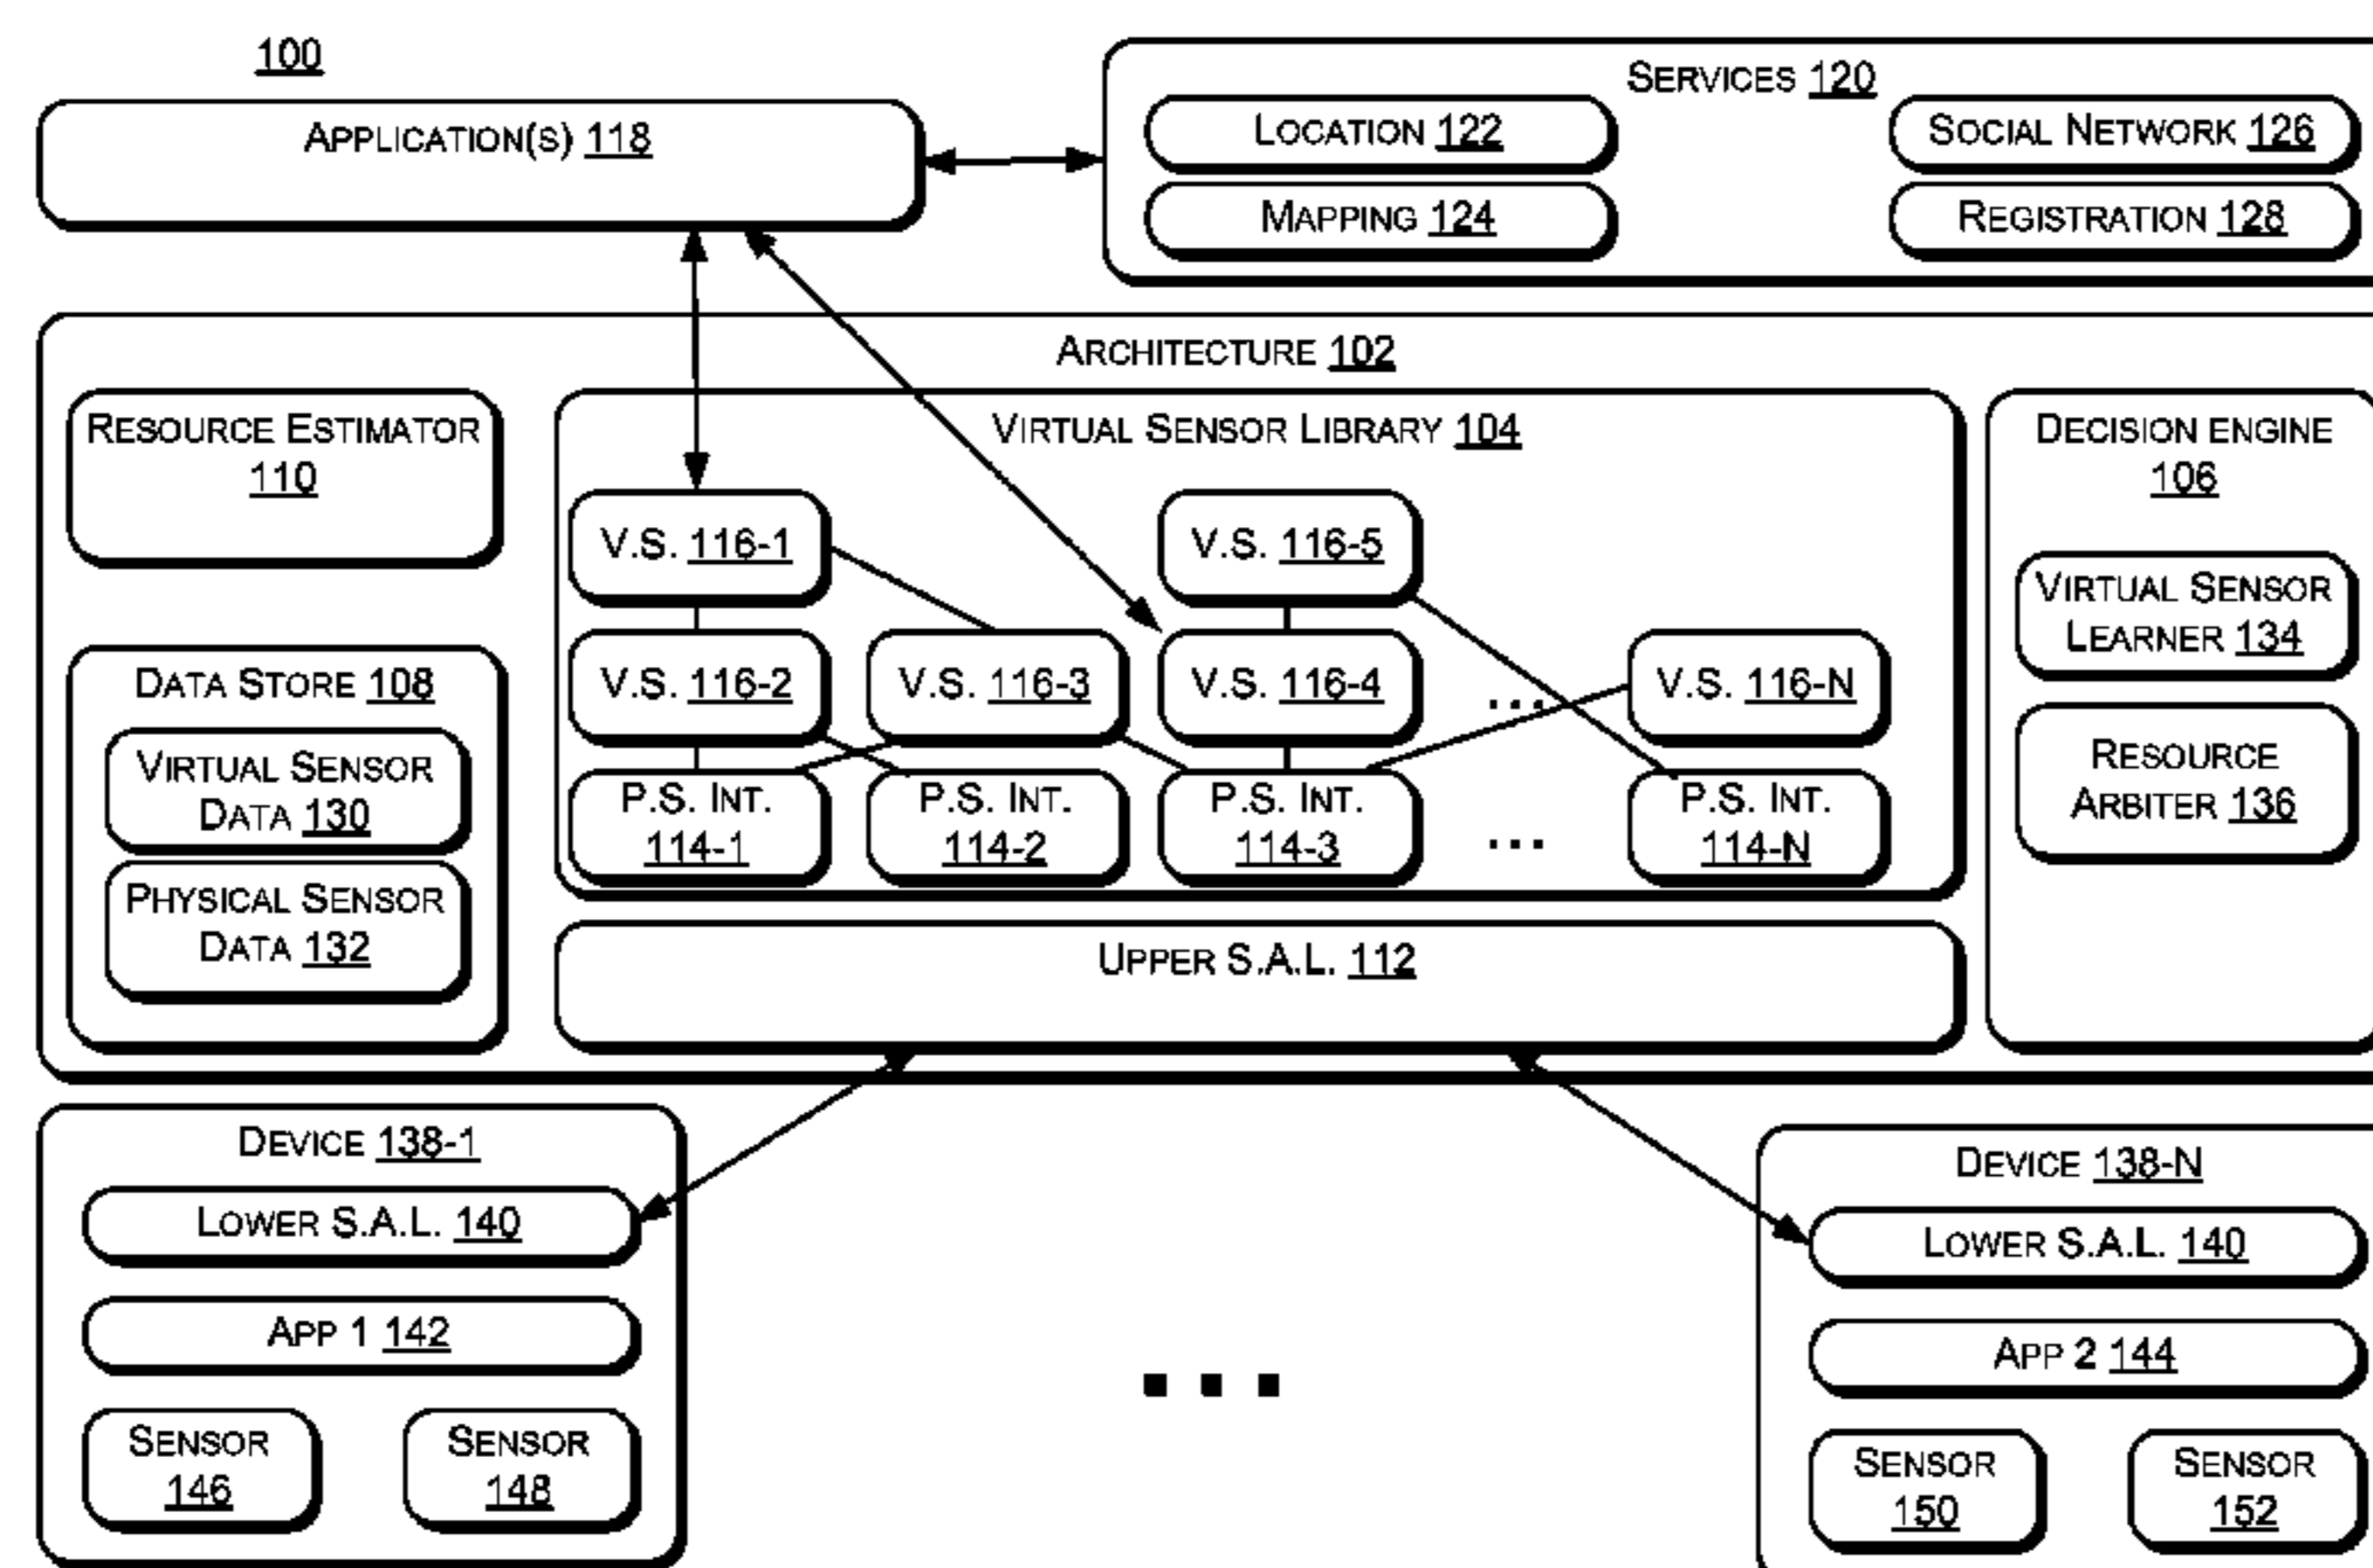 100
APPLICATION(S) 118
SERVICES 120
LOCATION 122
SOCIAL NETWORK 126
MAPPING 124
REGISTRATION 128
ARCHITECTURE 102
RESOURCE ESTIMATOR
110
DATA STORE 108
VIRTUAL SENSOR
DATA 130
PHYSICAL SENSOR
DATA 132
VIRTUAL SENSOR LIBRARY 104
V.S. 116-1
V.S. 116-5
V.S. 116-2
V.S. 116-3
V.S. 116-4
...
V.S. 116-N
P.S. INT.
114-1
P.S. INT.
114-2
P.S. INT.
114-3
...
P.S. INT.
114-N
UPPER S.A.L. 112
DECISION ENGINE
106
VIRTUAL SENSOR
LEARNER 134
RESOURCE
ARBITER 136
DEVICE 138-1
LOWER S.A.L. 140
APP 1 142
SENSOR
146
SENSOR
148
...
DEVICE 138-N
LOWER S.A.L. 140
APP 2 144
SENSOR
150
SENSOR
152